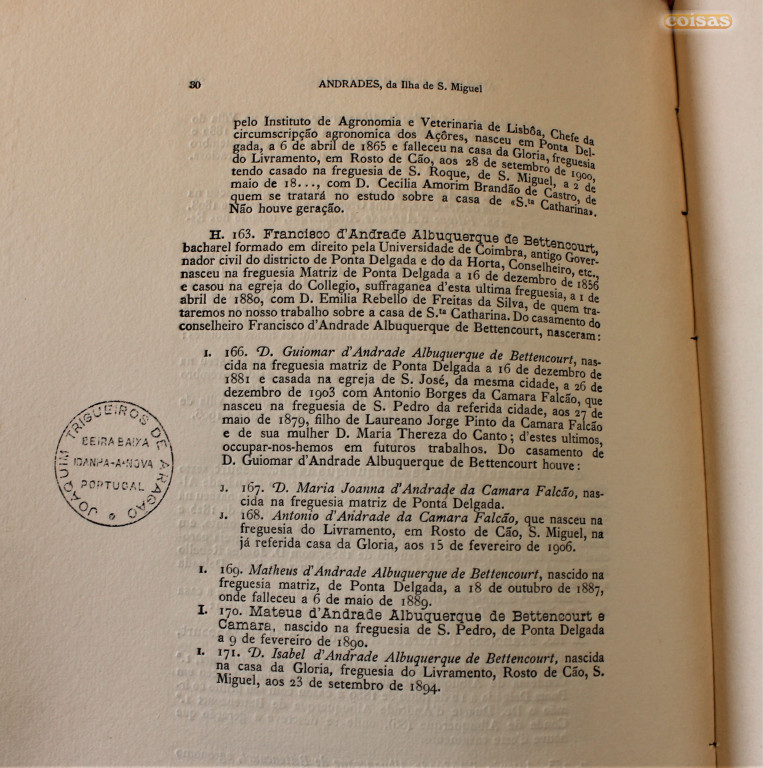 coisas
30 ANDRADES, da Ilha de S. Miguel
pelo Instituto de Agronomia e Veterinaria de Lisbôa, Chefe da
circumscripção agronomica dos Açôres, nasceu em Ponta Del-
gada, a 6 de abril de 1865 e falleceu na casa da Gloria, freguesia
do Livramento, em Rosto de Cão, aos 28 de setembro de 1900,
tendo casado na freguesia de S. Roque, de S. Miguel, a 2 de
maio de 18..., com D. Cecilia Amorim Brandão de Castro, de
quem se tratará no estudo sobre a casa de «S.ta Catharina».
Não houve geração.
H. 163. Francisco d'Andrade Albuquerque de Bettencourt,
bacharel formado em direito pela Universidade de Coimbra, antigo Gover-
nador civil do districto de Ponta Delgada e do da Horta, Conselheiro, etc.,
nasceu na freguesia Matriz de Ponta Delgada a 16 de dezembro de 1856
e casou na egreja do Collegio, suffraganea d'esta ultima freguesia, a 1 de
abril de 1880, com D. Emilia Rebello de Freitas da Silva, de quem tra-
taremos no nosso trabalho sobre a casa de S.ta Catharina. Do casamento do
conselheiro Francisco d'Andrade Albuquerque de Bettencourt, nasceram:
I. 166. D. Guiomar d'Andrade Albuquerque de Bettencourt, nas-
cida na freguesia matriz de Ponta Delgada a 16 de dezembro de
1881 e casada na egreja de S. José, da mesma cidade, a 26 de
dezembro de 1903 com Antonio Borges da Camara Falcão, que
nasceu na freguesia de S. Pedro da referida cidade, aos 27 de
maio de 1879, filho de Laureano Jorge Pinto da Camara Falcão
e de sua mulher D. Maria Thereza do Canto; d'estes ultimos,
occupar-nos-hemos em futuros trabalhos. Do casamento de
D. Guiomar d'Andrade Albuquerque de Bettencourt houve:
J. 167. D. Maria Joanna d'Andrade da Camara Falcão, nas-
cida na freguesia matriz de Ponta Delgada.
J. 168. Antonio d'Andrade da Camara Falcão, que nasceu na
freguesia do Livramento, em Rosto de Cão, S. Miguel, na
já referida casa da Gloria, aos 15 de fevereiro de 1906.
I. 169. Matheus d'Andrade Albuquerque de Bettencourt, nascido na
freguesia matriz, de Ponta Delgada, a 18 de outubro de 1887,
onde falleceu a 6 de maio de 1889.
I. 170. Mateus d'Andrade Albuquerque de Bettencourt e
Camara, nascido na freguesia de S. Pedro, de Ponta Delgada
a 9 de fevereiro de 1890.
I. 171. D. Isabel d'Andrade Albuquerque de Bettencourt, nascida
na casa da Gloria, freguesia do Livramento, Rosto de Cão, S.
Miguel, aos 23 de setembro de 1894.
JOAQUIM TRIGUEIROS DE ARAGÃO
BEIRA BAIXA
IDANHA-A-NOVA
PORTUGAL